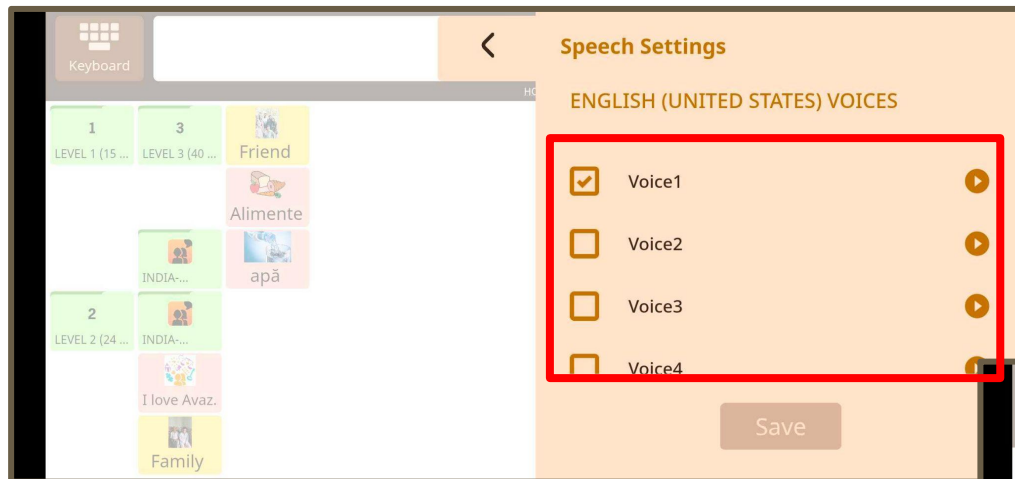 Keyboard
HO
1
LEVEL 1 (15 ...
3
LEVEL 3 (40 ...
Friend
Alimente
INDIA-...
apă
2
LEVEL 2 (24 ...
INDIA-...
I love Avaz.
Family
Speech Settings
ENGLISH (UNITED STATES) VOICES
Voice1
Voice2
Voice3
Voice4
Save